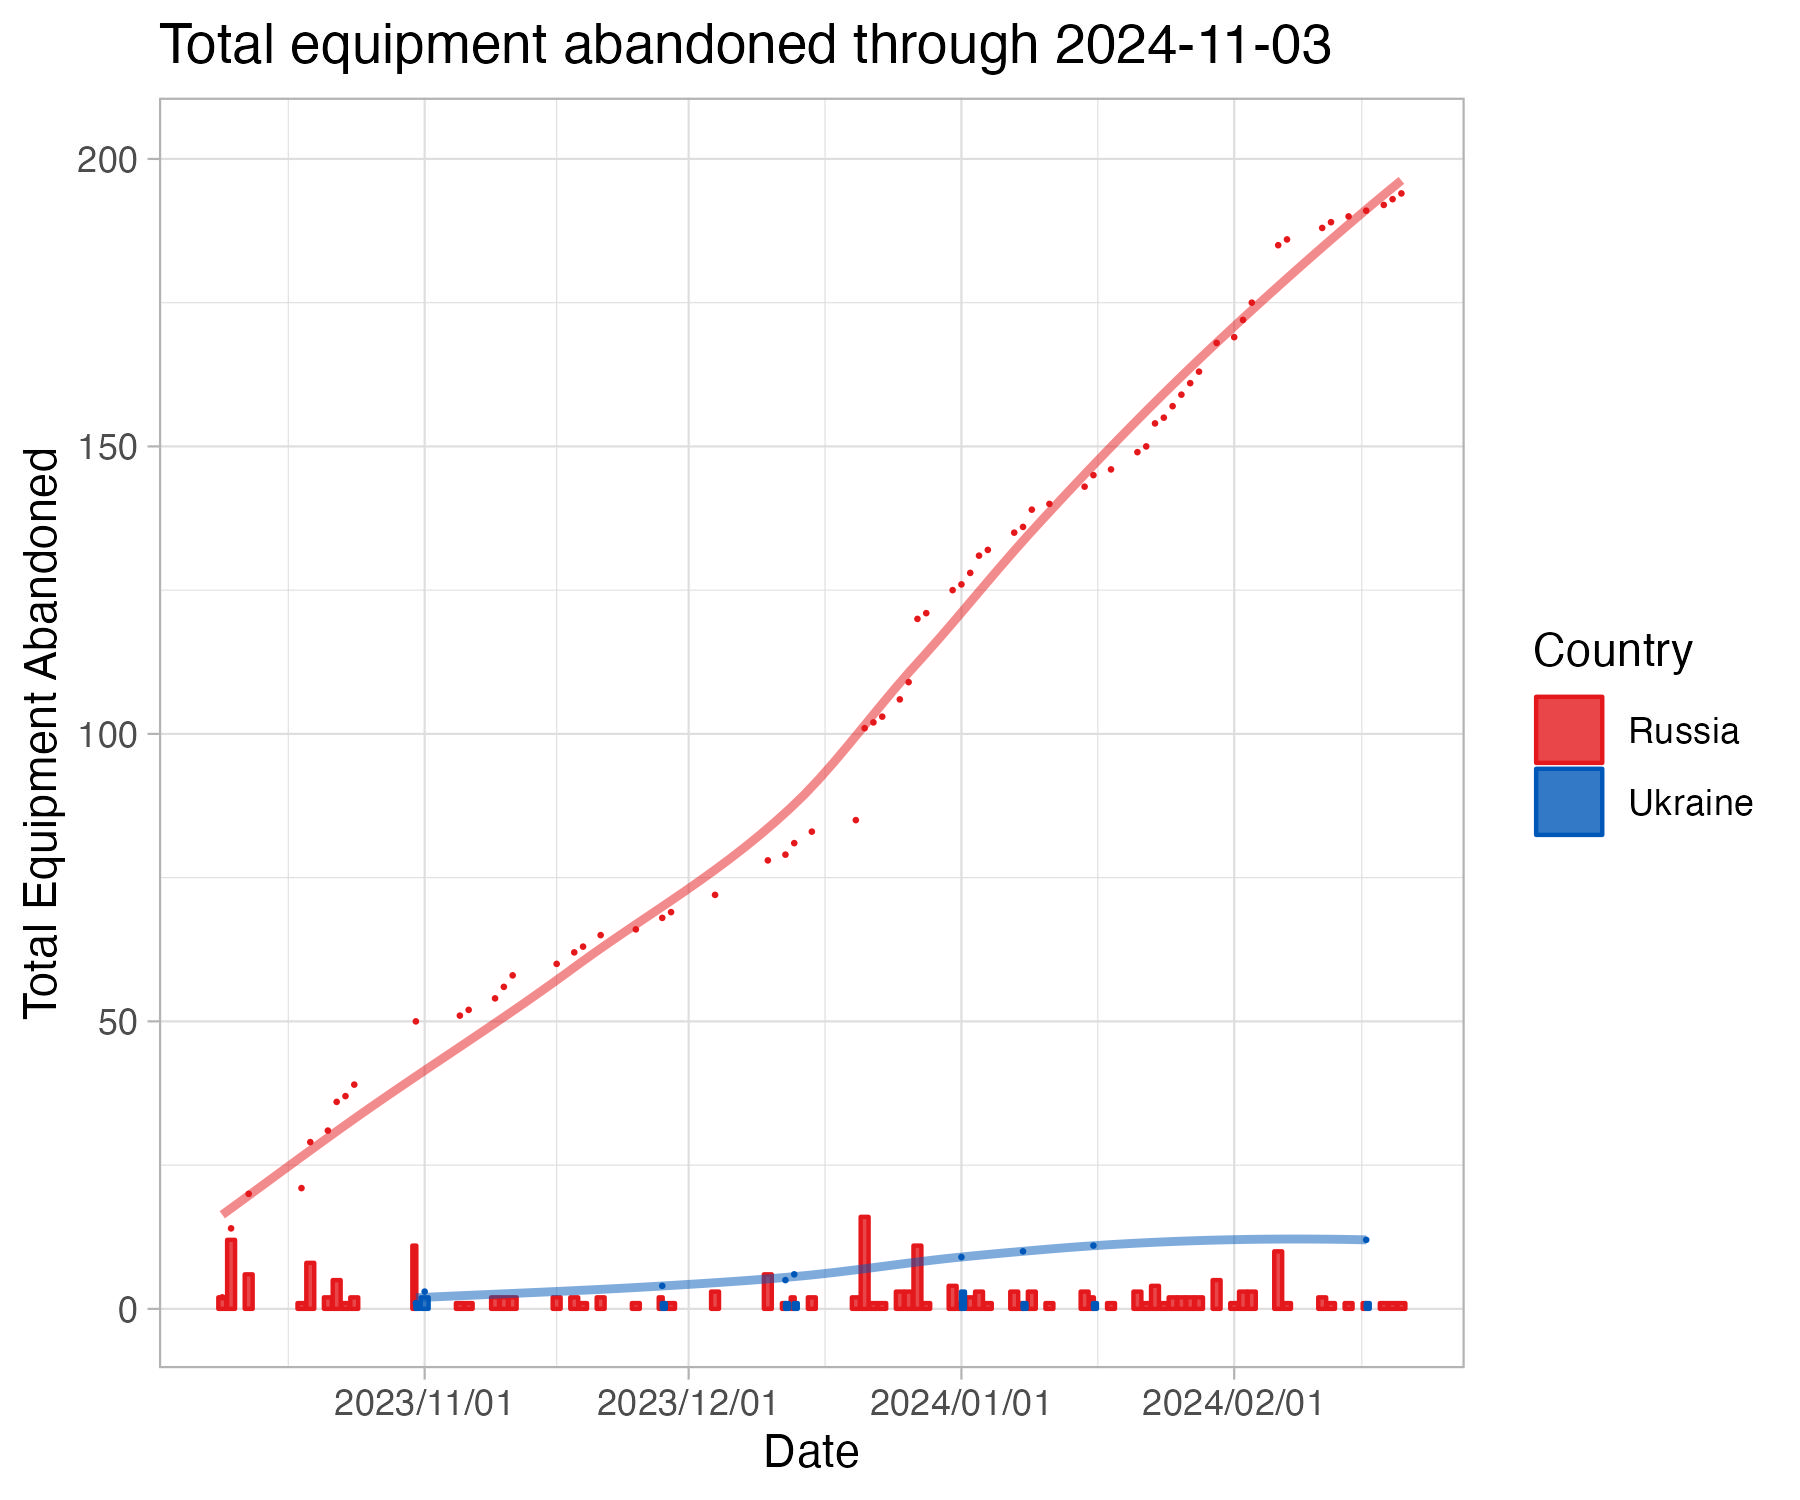 Total equipment abandoned through 2024-11-03
Total Equipment Abandoned
200
150
100
50
0
2023/11/01 2023/12/01 2024/01/01 2024/02/01
Date
Country
Russia
Ukraine